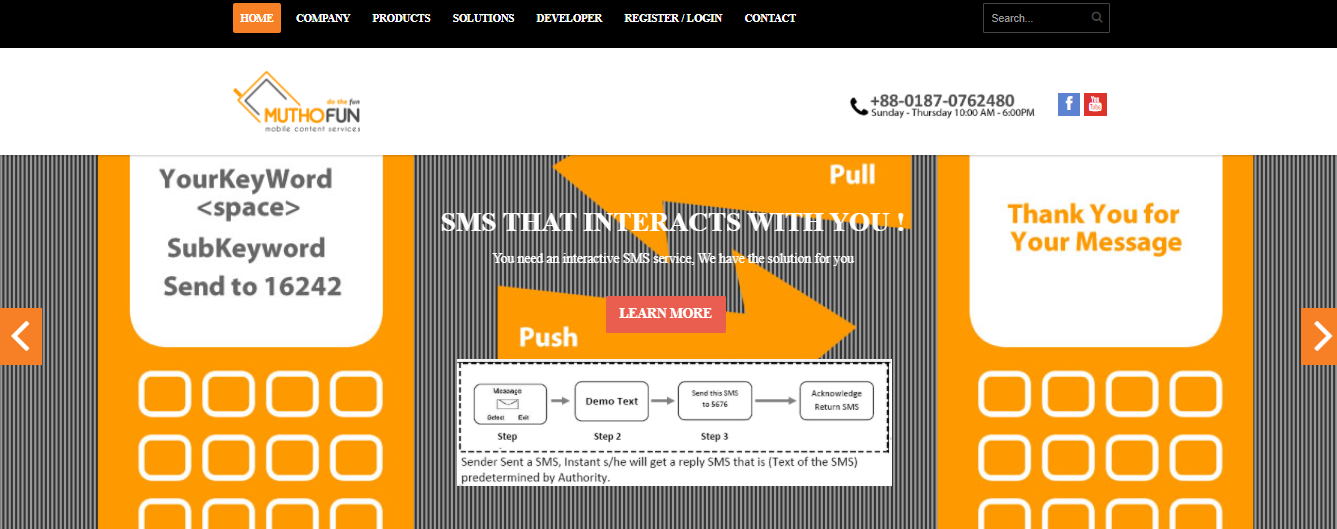 HOME COMPANY PRODUCTS SOLUTIONS DEVELOPER REGISTER / LOGIN CONTACT Search...
do the fun
MUTHOFUN
mobile content services
+88-0187-0762480
Sunday - Thursday 10:00 AM - 6:00PM
f
You
Tube
YourKeyWord
<space>
SubKeyword
Send to 16242
Pull
SMS THAT INTERACTS WITH YOU !
You need an interactive SMS service, We have the solution for you
LEARN MORE
Push
Thank You for
Your Message
Message
Select Exit
Demo Text
Send this SMS
to 5676
Acknowledge
Return SMS
Step Step 2 Step 3
Sender Sent a SMS, Instant s/he will get a reply SMS that is (Text of the SMS)
predetermined by Authority.